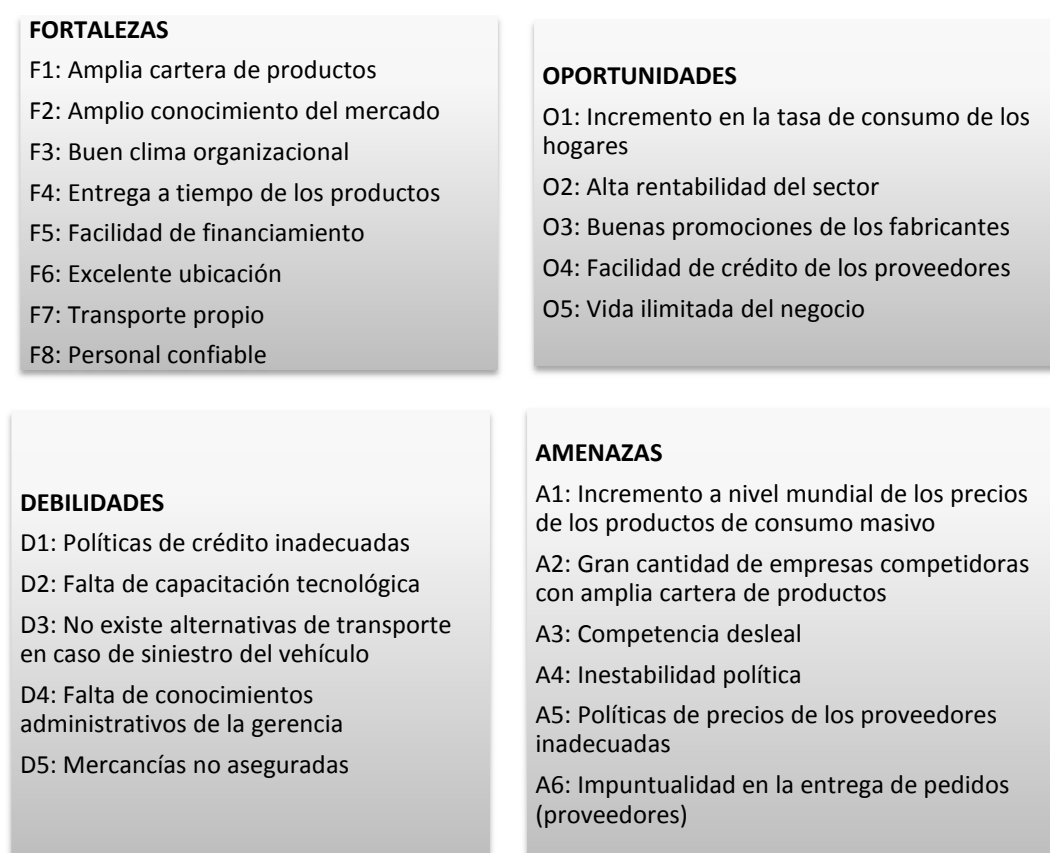 FORTALEZAS
F1: Amplia cartera de productos
F2: Amplio conocimiento del mercado
F3: Buen clima organizacional
F4: Entrega a tiempo de los productos
F5: Facilidad de financiamiento
F6: Excelente ubicación
F7: Transporte propio
F8: Personal confiable
OPORTUNIDADES
O1: Incremento en la tasa de consumo de los
hogares
O2: Alta rentabilidad del sector
O3: Buenas promociones de los fabricantes
O4: Facilidad de crédito de los proveedores
O5: Vida ilimitada del negocio
DEBILIDADES
D1: Políticas de crédito inadecuadas
D2: Falta de capacitación tecnológica
D3: No existe alternativas de transporte
en caso de siniestro del vehículo
D4: Falta de conocimientos
administrativos de la gerencia
D5: Mercancías no aseguradas
AMENAZAS
A1: Incremento a nivel mundial de los precios
de los productos de consumo masivo
A2: Gran cantidad de empresas competidoras
con amplia cartera de productos
A3: Competencia desleal
A4: Inestabilidad política
A5: Políticas de precios de los proveedores
inadecuadas
A6: Impuntualidad en la entrega de pedidos
(proveedores)